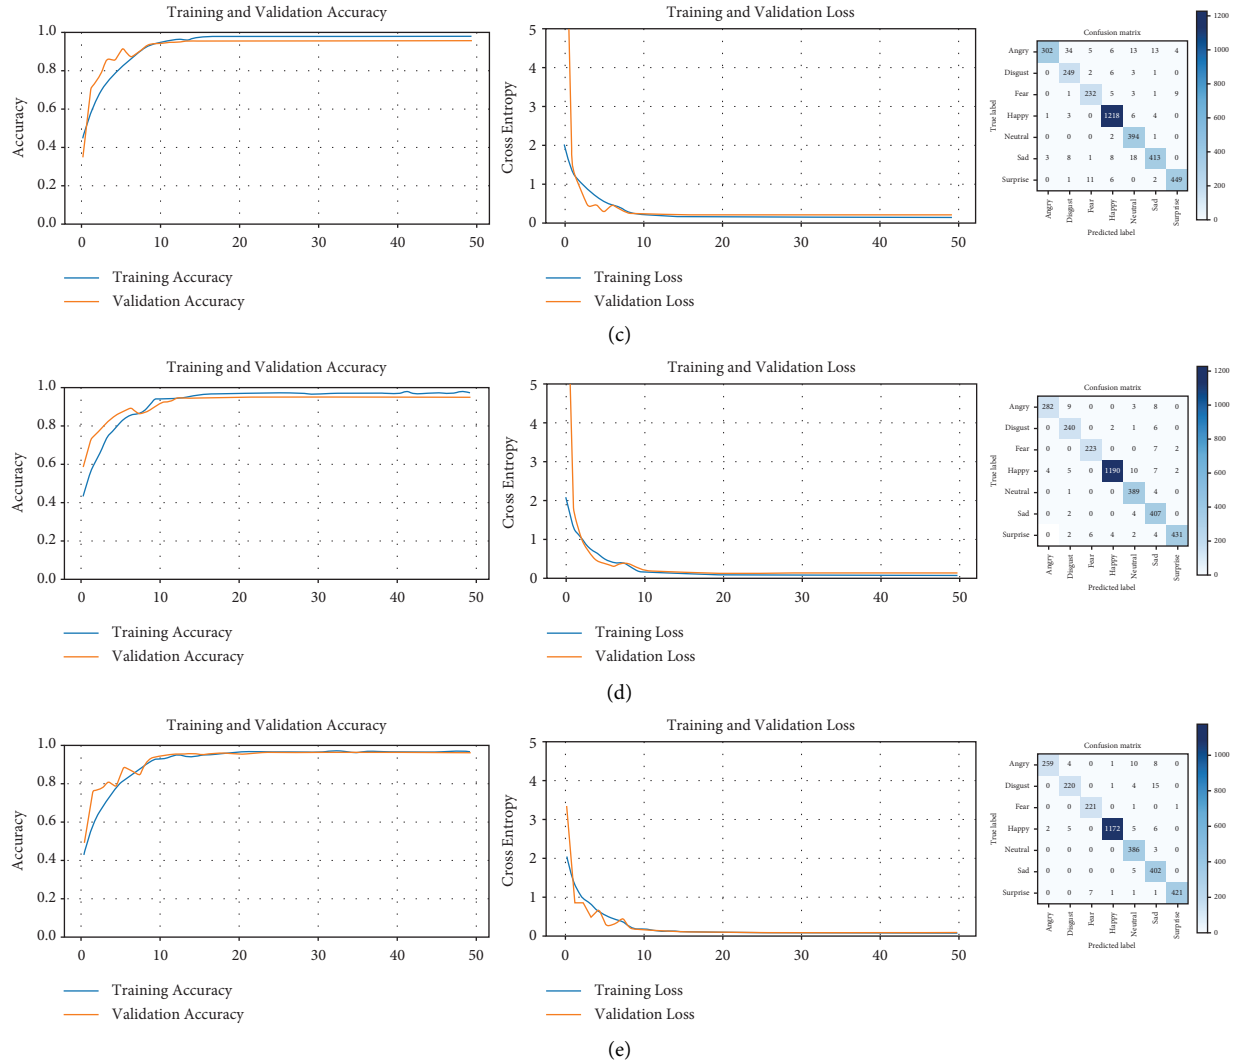 Training and Validation Accuracy
1.0
0.8
0.6
0.4
0.2
0.0
Accuracy
0 10 20 30 40 50
Training Accuracy
Validation Accuracy
Training and Validation Loss
5
4
3
2
1
0
Cross Entropy
0 10 20 30 40 50
Training Loss
Validation Loss
Confusion matrix
True label
Angry 302 34 5 6 13 13 4
Disgust 0 249 2 6 3 1 0
Fear 0 1 232 5 3 1 9
Happy 1 3 0 1218 6 4 0
Neutral 0 0 0 2 394 1 0
Sad 3 8 1 8 18 413 0
Surprise 0 1 11 6 0 2 449
Angry Disgust Fear Happy Neutral Sad Surprise
Predicted label
1200
1000
800
600
400
200
0
(c)
Training and Validation Accuracy
1.0
0.8
0.6
0.4
0.2
0.0
Accuracy
0 10 20 30 40 50
Training Accuracy
Validation Accuracy
Training and Validation Loss
5
4
3
2
1
0
Cross Entropy
0 10 20 30 40 50
Training Loss
Validation Loss
Confusion matrix
True label
Angry 282 9 0 0 3 8 0
Disgust 0 240 0 2 1 6 0
Fear 0 0 223 0 0 7 2
Happy 4 5 0 1190 10 7 2
Neutral 0 1 0 0 389 4 0
Sad 0 2 0 0 4 407 0
Surprise 0 2 6 4 2 4 431
Angry Disgust Fear Happy Neutral Sad Surprise
Predicted label
1200
1000
800
600
400
200
0
(d)
Training and Validation Accuracy
1.0
0.8
0.6
0.4
0.2
0.0
Accuracy
0 10 20 30 40 50
Training Accuracy
Validation Accuracy
Training and Validation Loss
5
4
3
2
1
0
Cross Entropy
0 10 20 30 40 50
Training Loss
Validation Loss
Confusion matrix
True label
Angry 259 4 0 1 10 8 0
Disgust 0 220 0 1 4 15 0
Fear 0 0 221 0 0 0 1
Happy 2 5 0 1172 5 6 0
Neutral 0 0 0 0 386 3 0
Sad 0 0 0 0 5 402 0
Surprise 0 0 7 1 1 1 421
Angry Disgust Fear Happy Neutral Sad Surprise
Predicted label
1000
800
600
400
200
0
(e)